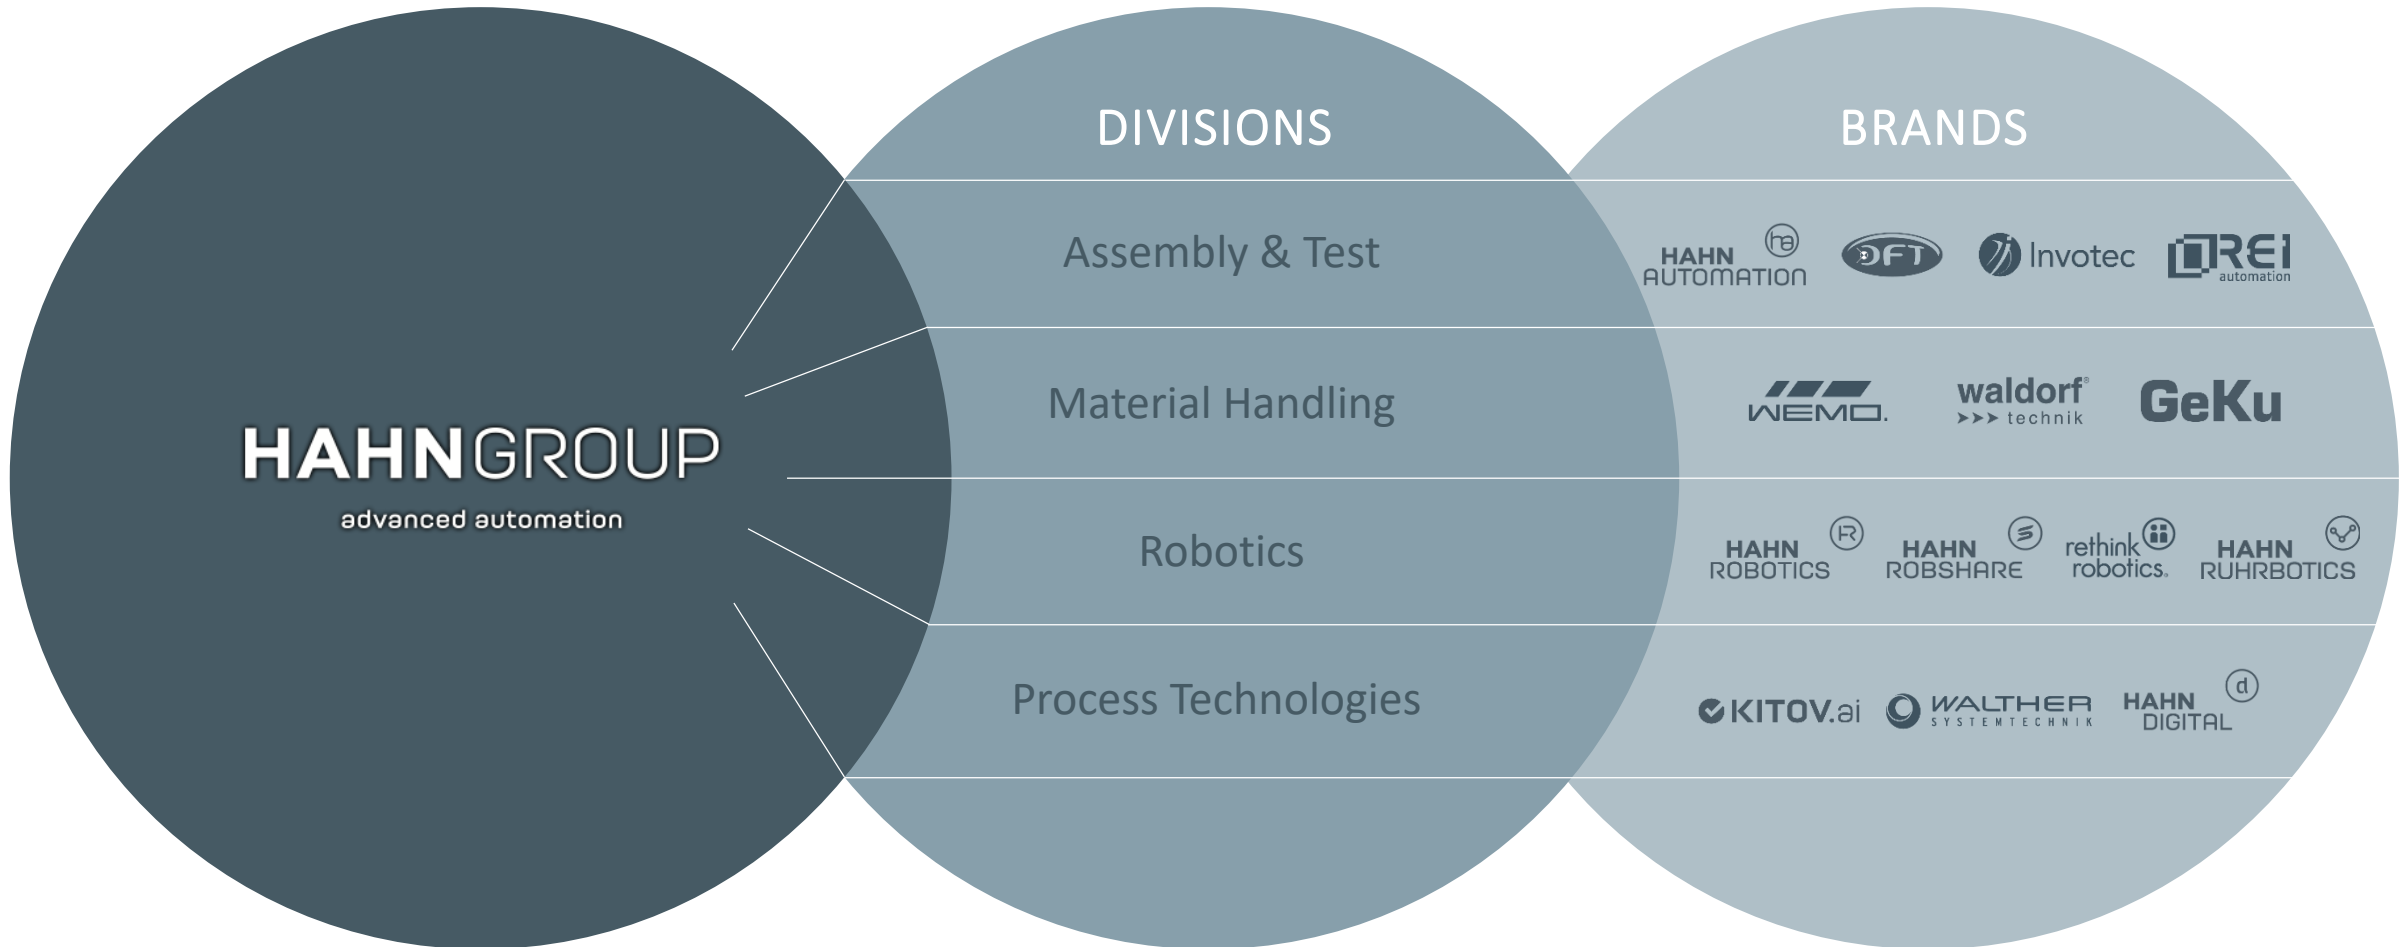 HAHNGROUP
advanced automation
DIVISIONS
BRANDS
Assembly & Test
HAHN
AUTOMATION
ha
DFT
Invotec
REI
automation
Material Handling
WEMO.
waldorf®
technik
GeKu
Robotics
HAHN
ROBOTICS
R
HAHN
ROBSHARE
S
rethink
robotics.
HAHN
RUHRBOTICS
Process Technologies
KITOV.ai
WALTHER
SYSTEMTECHNIK
HAHN
DIGITAL
d